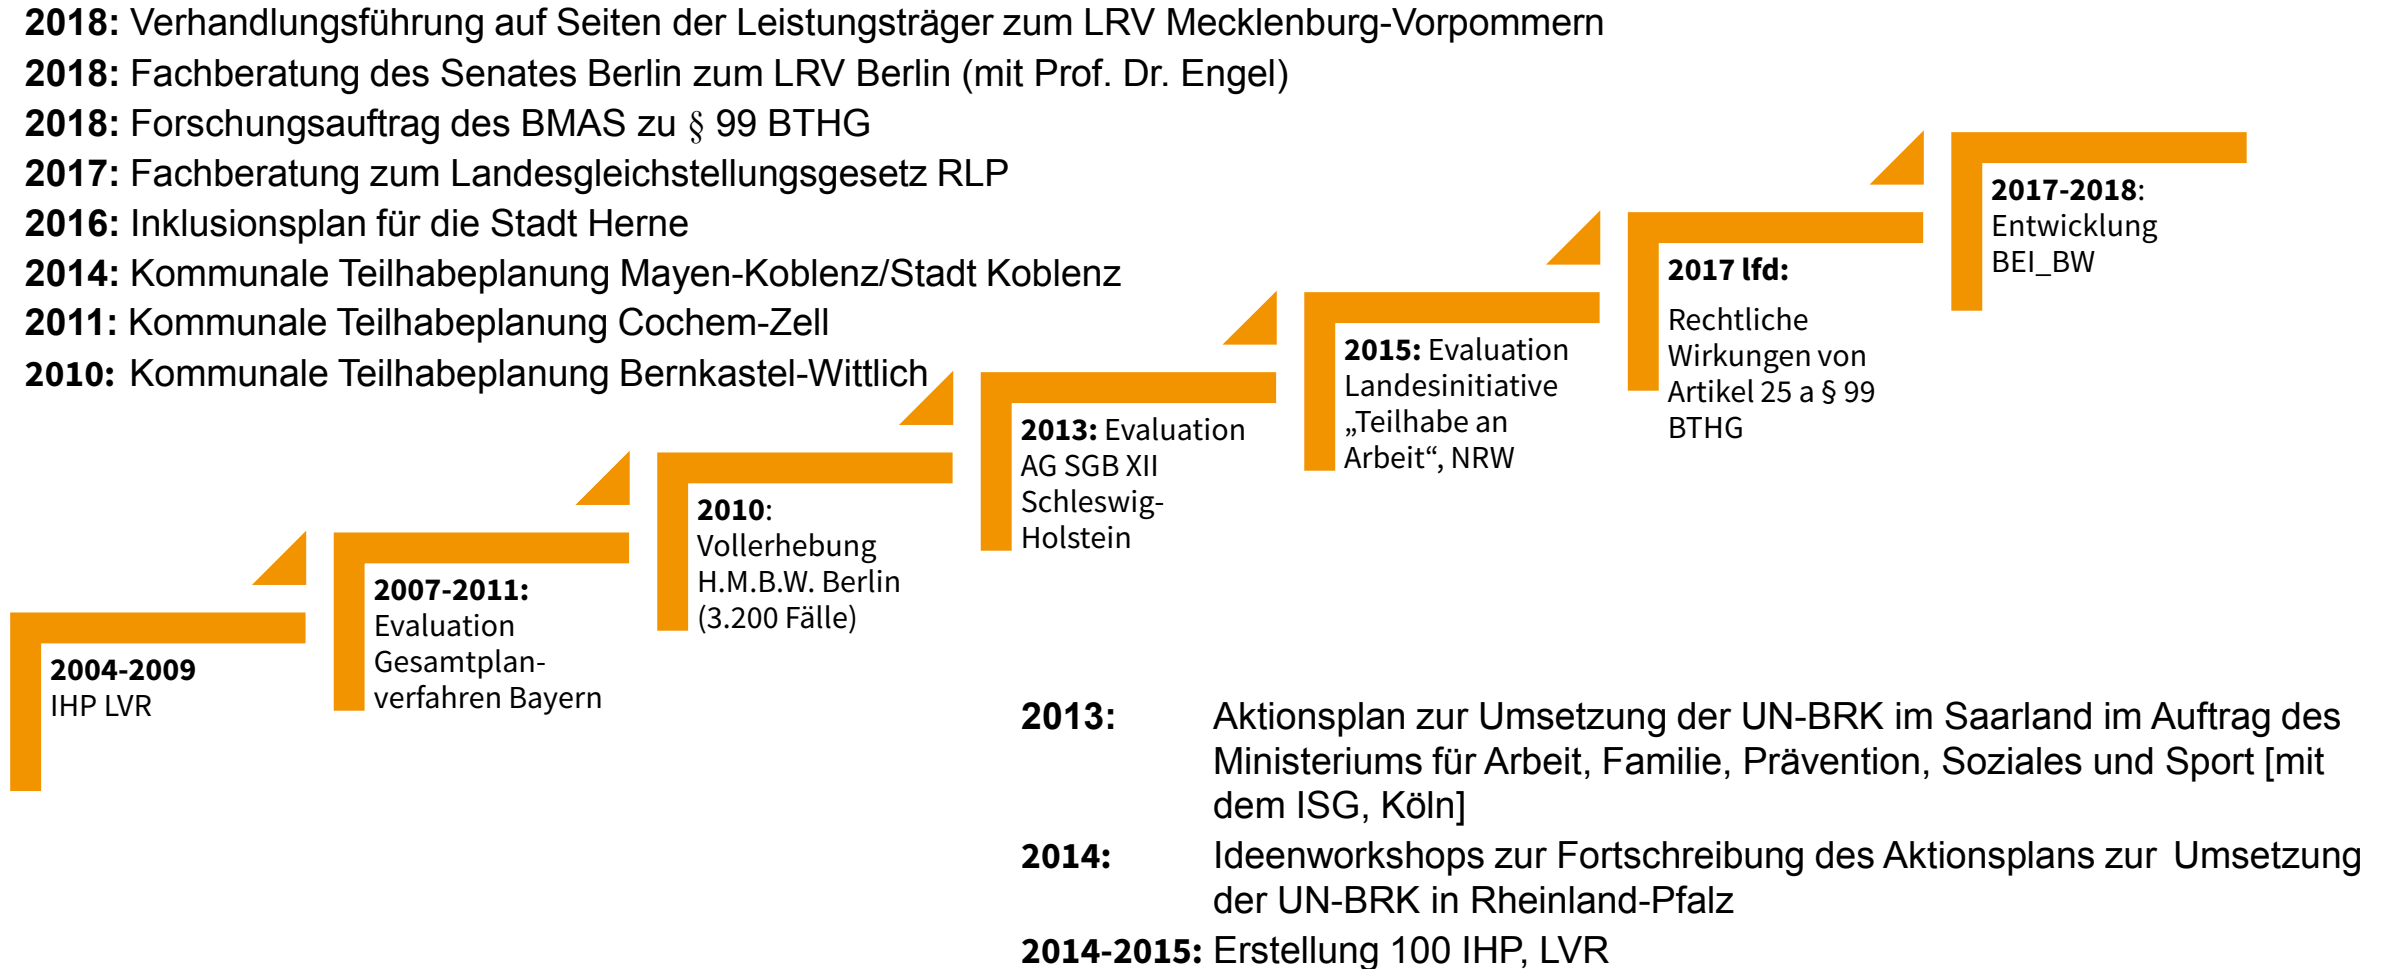 2018: Verhandlungsführung auf Seiten der Leistungsträger zum LRV Mecklenburg-Vorpommern
2018: Fachberatung des Senates Berlin zum LRV Berlin (mit Prof. Dr. Engel)
2018: Forschungsauftrag des BMAS zu § 99 BTHG
2017: Fachberatung zum Landesgleichstellungsgesetz RLP
2016: Inklusionsplan für die Stadt Herne
2014: Kommunale Teilhabeplanung Mayen-Koblenz/Stadt Koblenz
2011: Kommunale Teilhabeplanung Cochem-Zell
2010: Kommunale Teilhabeplanung Bernkastel-Wittlich
2004-2009
IHP LVR
2007-2011:
Evaluation
Gesamtplan-
verfahren Bayern
2010:
Vollerhebung
H.M.B.W. Berlin
(3.200 Fälle)
2013: Evaluation
AG SGB XII
Schleswig-
Holstein
2015: Evaluation
Landesinitiative
„Teilhabe an
Arbeit“, NRW
2017 lfd:
Rechtliche
Wirkungen von
Artikel 25 a § 99
BTHG
2017-2018:
Entwicklung
BEI_BW
2013: Aktionsplan zur Umsetzung der UN-BRK im Saarland im Auftrag des
Ministeriums für Arbeit, Familie, Prävention, Soziales und Sport [mit
dem ISG, Köln]
2014: Ideenworkshops zur Fortschreibung des Aktionsplans zur Umsetzung
der UN-BRK in Rheinland-Pfalz
2014-2015: Erstellung 100 IHP, LVR